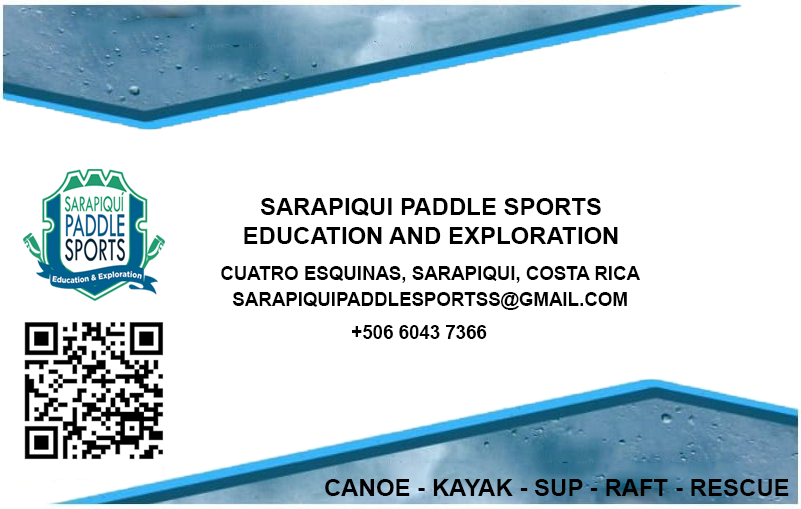 SARAPIQUÍ
PADDLE
SPORTS
Education & Exploration
SARAPIQUI PADDLE SPORTS
EDUCATION AND EXPLORATION
CUATRO ESQUINAS, SARAPIQUI, COSTA RICA
SARAPIQUIPADDLESPORTSS@GMAIL.COM
+506 6043 7366
CANOE - KAYAK - SUP - RAFT - RESCUE